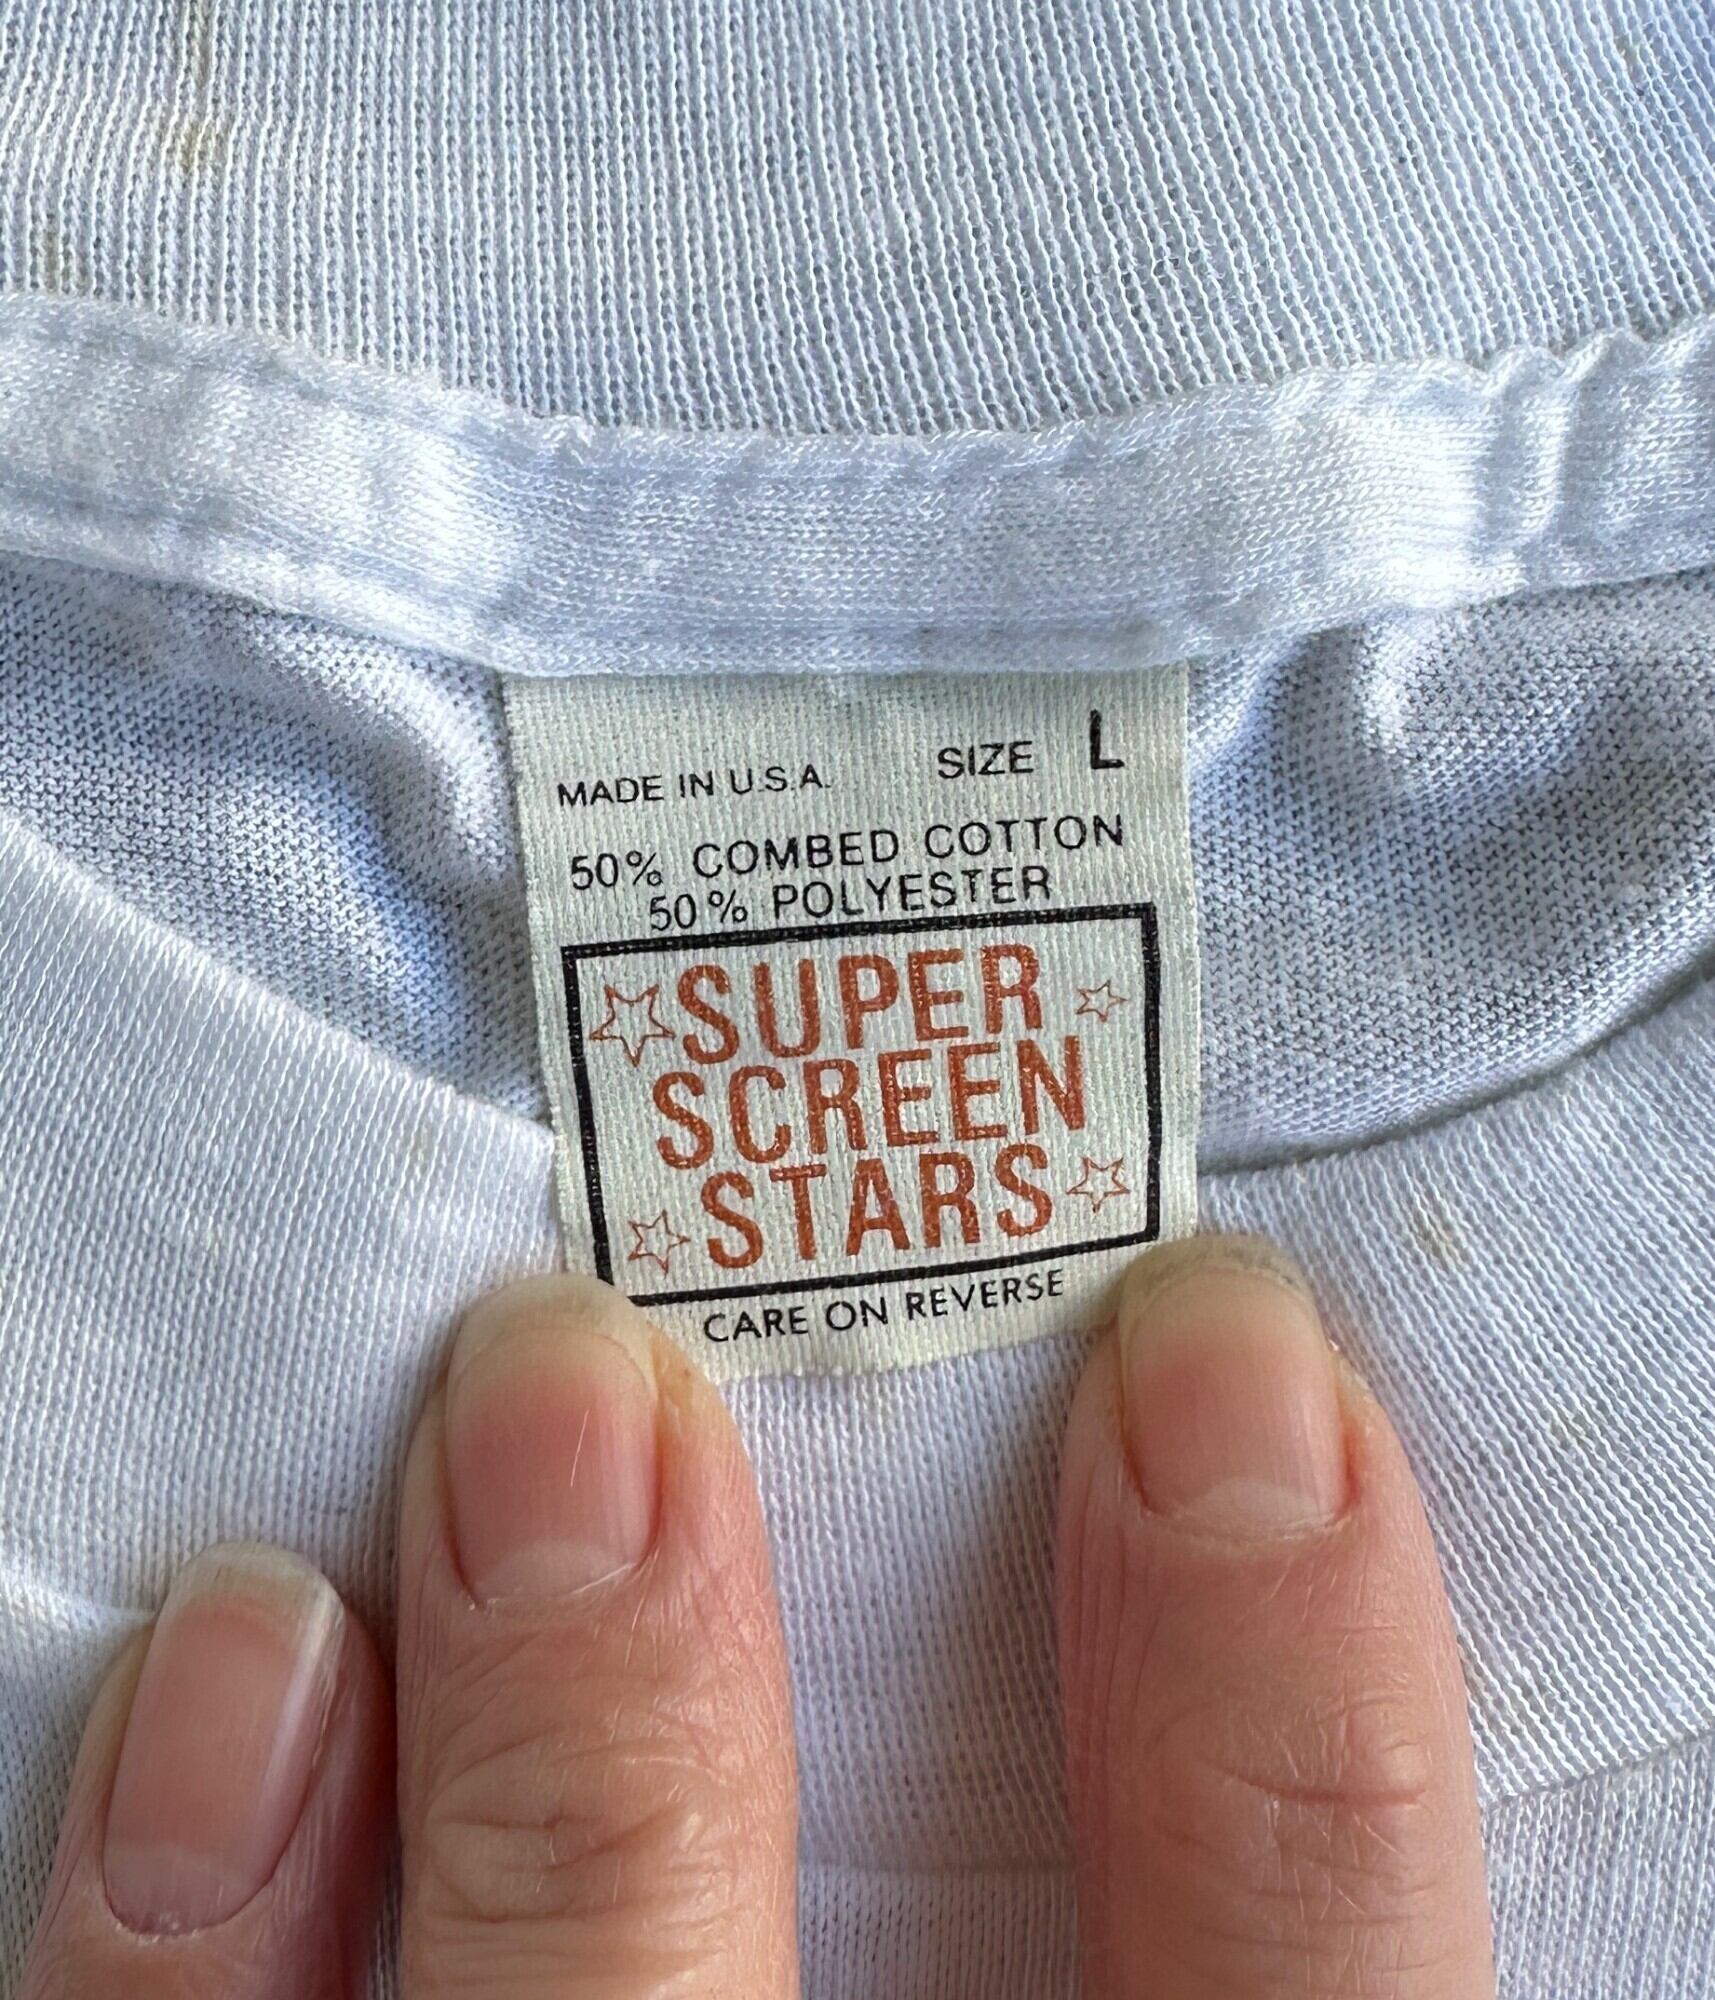 MADE IN U.S.A. SIZE L
50% COMBED COTTON
50% POLYESTER
SUPER
SCREEN
STARS
CARE ON REVERSE